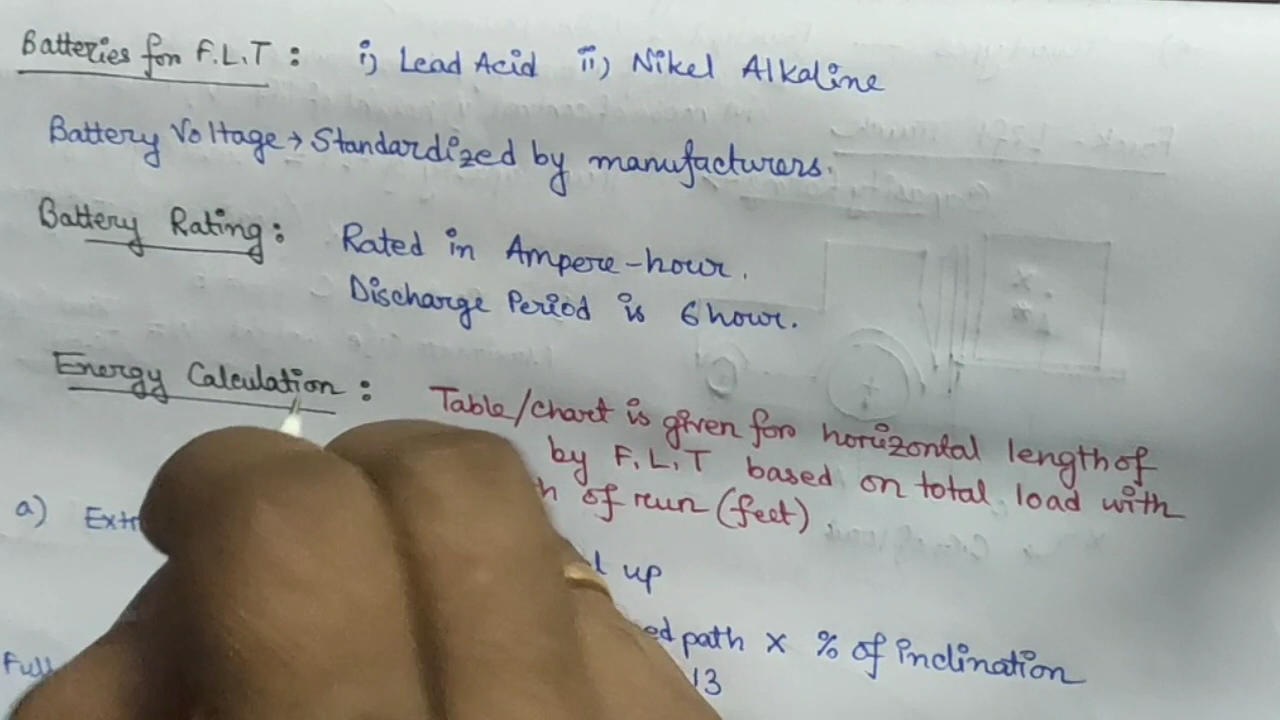 Batteries for F.L.T : i) Lead Acid ii) Nikel Alkaline
Battery Voltage → Standardized by manufacturers.
Battery Rating : Rated in Ampere-hour.
Discharge Period is 6 hour.
Energy Calculation : Table/chart is given for horizontal length of
by F.L.T based on total load with
of run (feet).
a)
up
path x % of inclination
13